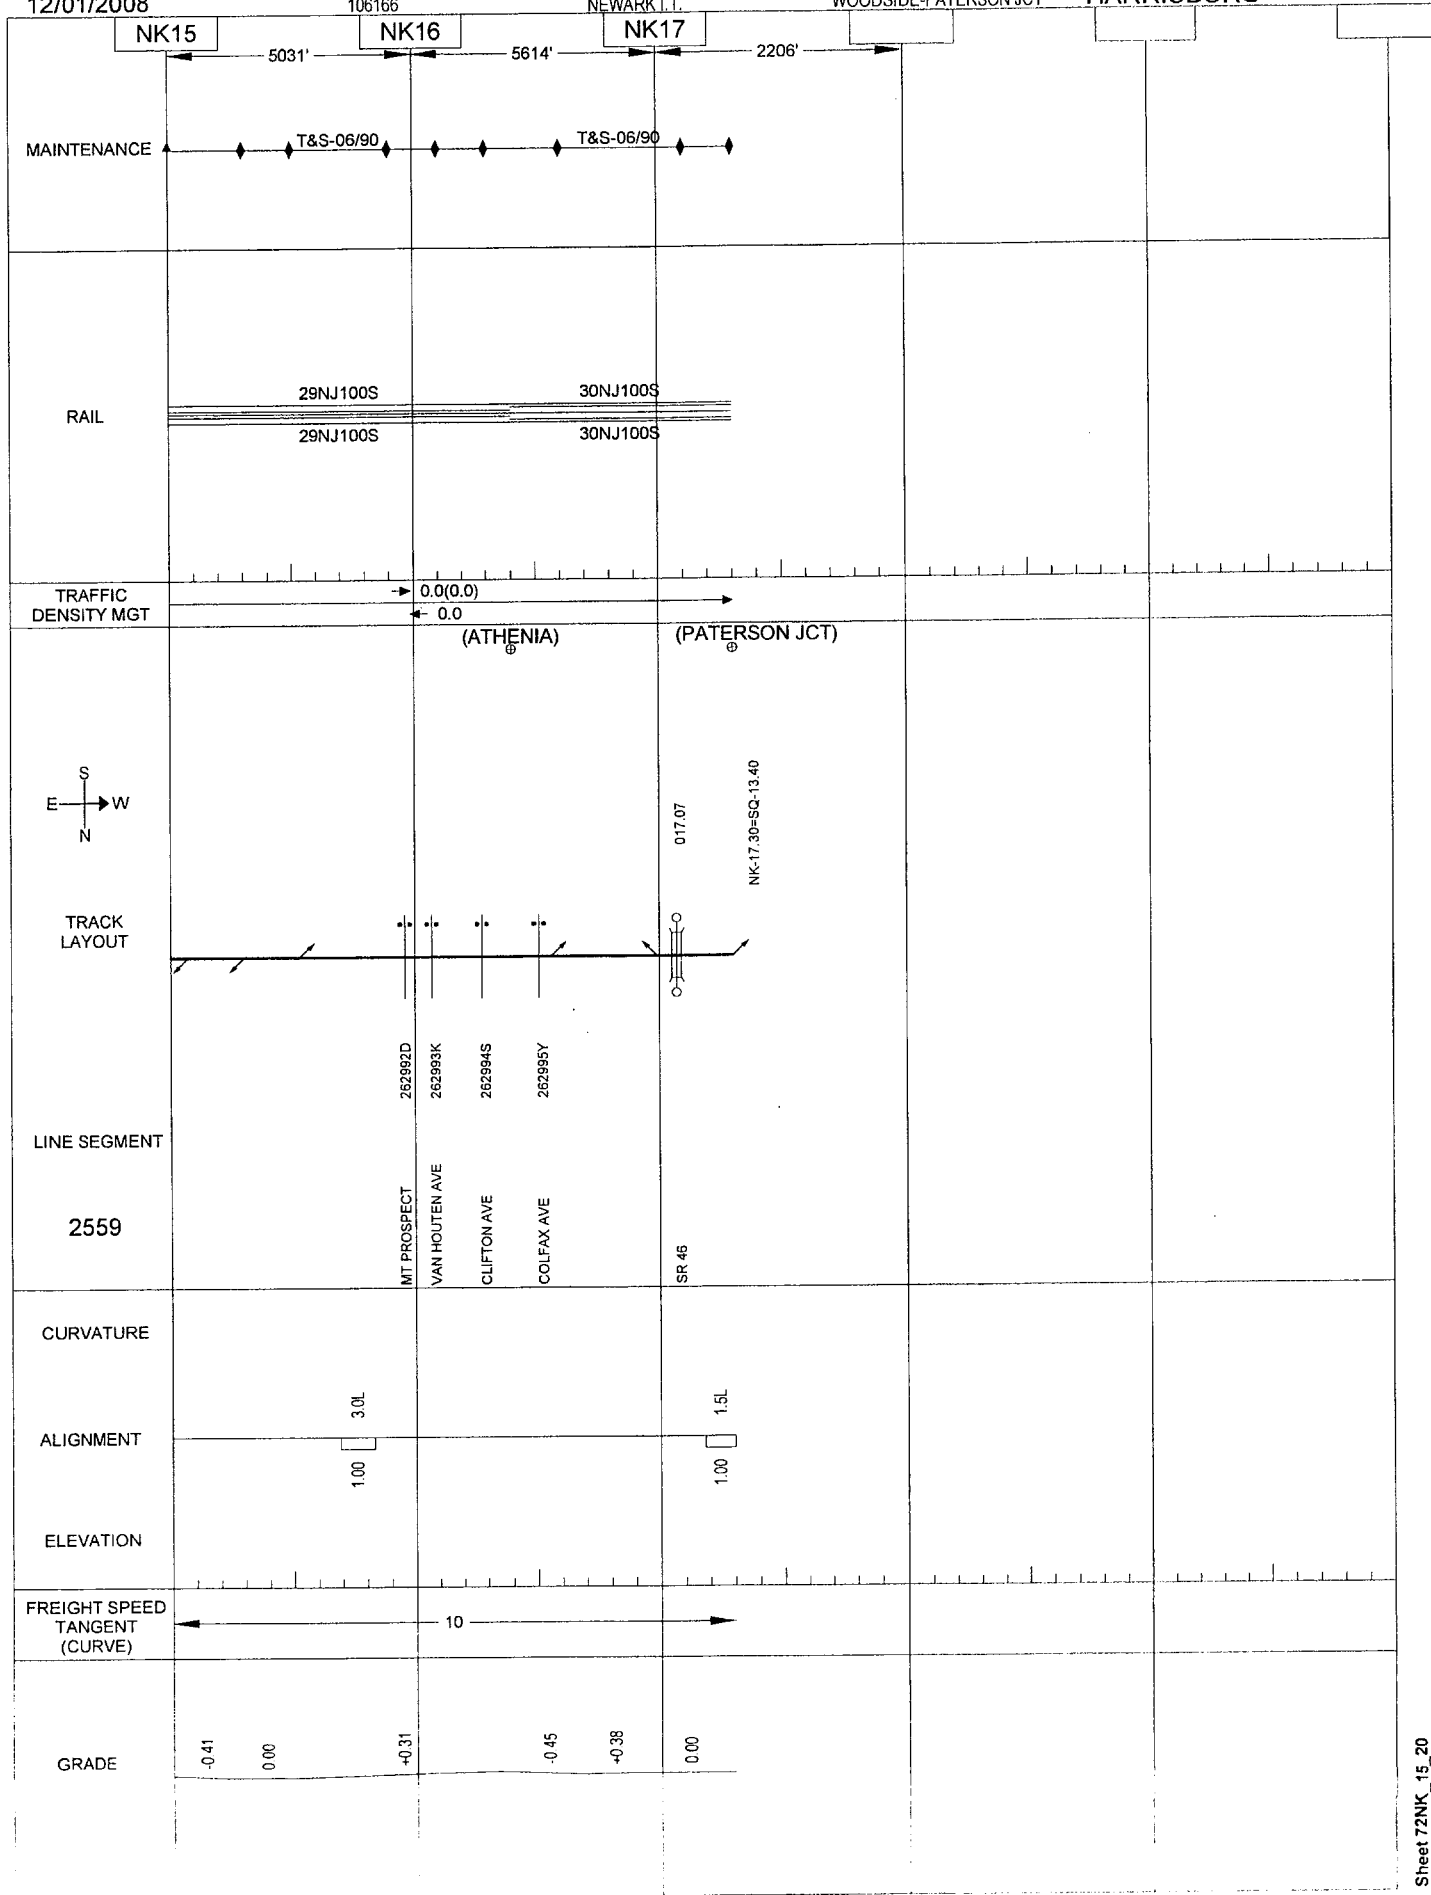 12/01/2008 106166 NEWARK I.T. WOODSIDE-PATERSON JCT HARRISBURG
NK15 NK16 NK17
5031' 5614' 2206'
MAINTENANCE T&S-06/90 T&S-06/90
29NJ100S 30NJ100S
RAIL
29NJ100S 30NJ100S
TRAFFIC
DENSITY MGT
0.0(0.0)
0.0
(ATHENIA) (PATERSON JCT)
S
E W
N
017.07
NK-17.30=SQ-13.40
TRACK
LAYOUT
262992D
262993K
262994S
262995Y
LINE SEGMENT
2559
MT PROSPECT
VAN HOUTEN AVE
CLIFTON AVE
COLFAX AVE
SR 46
CURVATURE
3.0L 1.5L
ALIGNMENT
1.00 1.00
ELEVATION
FREIGHT SPEED
TANGENT
(CURVE)
10
GRADE
-0.41
0.00
+0.31
-0.45
+0.38
0.00
Sheet 72NK_15_20